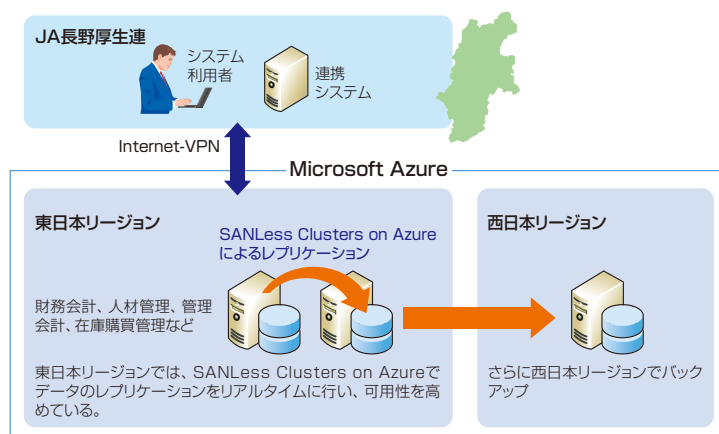 JA長野厚生連
システム
利用者
連携
システム
Internet-VPN
Microsoft Azure
東日本リージョン
SANLess Clusters on Azure
によるレプリケーション
財務会計、人材管理、管理
会計、在庫購買管理など
東日本リージョンでは、SANLess Clusters on Azureで
データのレプリケーションをリアルタイムに行い、可用性を高
めている。
西日本リージョン
さらに西日本リージョンでバック
アップ